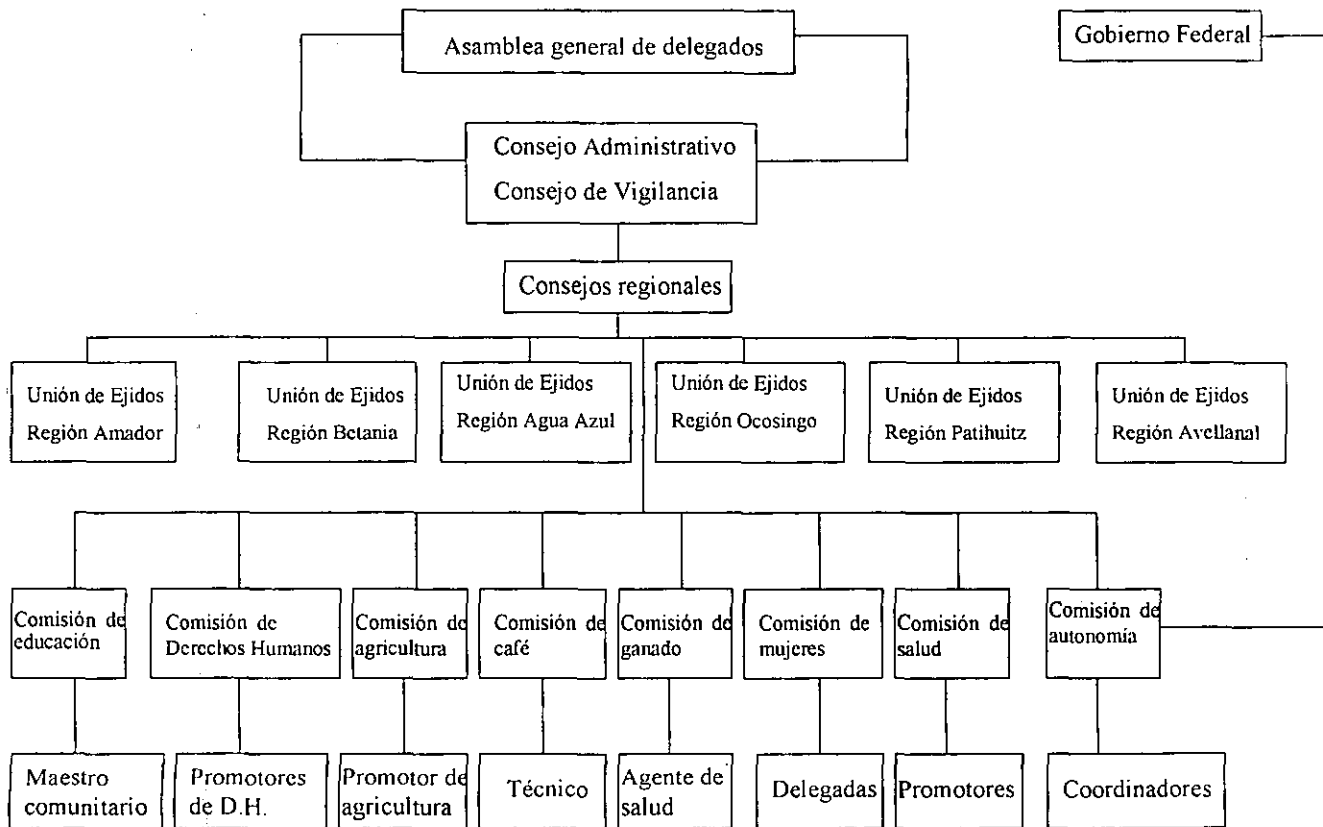 Asamblea general de delegados
Gobierno Federal
Consejo Administrativo
Consejo de Vigilancia
Consejos regionales
Unión de Ejidos
Región Amador
Unión de Ejidos
Región Betania
Unión de Ejidos
Región Agua Azul
Unión de Ejidos
Región Ocosingo
Unión de Ejidos
Región Patihuitz
Unión de Ejidos
Región Avellanal
Comisión de
educación
Comisión de
Derechos Humanos
Comisión de
agricultura
Comisión de
café
Comisión de
ganado
Comisión de
mujeres
Comisión de
salud
Comisión de
autonomía
Maestro
comunitario
Promotores
de D.H.
Promotor de
agricultura
Técnico
Agente de
salud
Delegadas
Promotores
Coordinadores